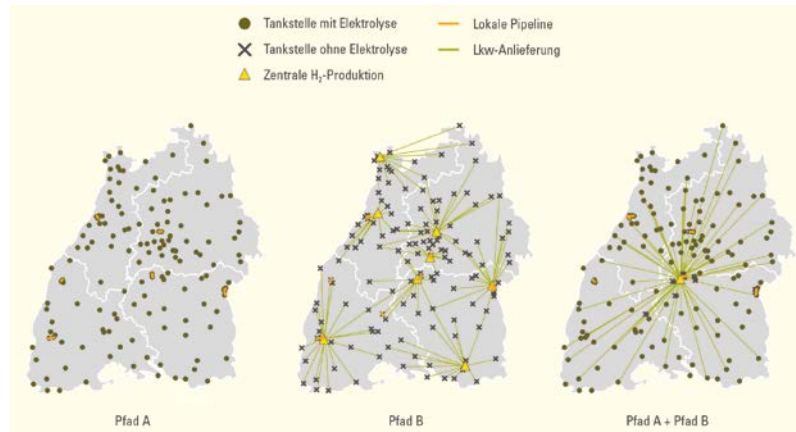 Tankstelle mit Elektrolyse
Lokale Pipeline
Tankstelle ohne Elektrolyse
Lkw-Anlieferung
Zentrale H₂-Produktion
Pfad A
Pfad B
Pfad A + Pfad B